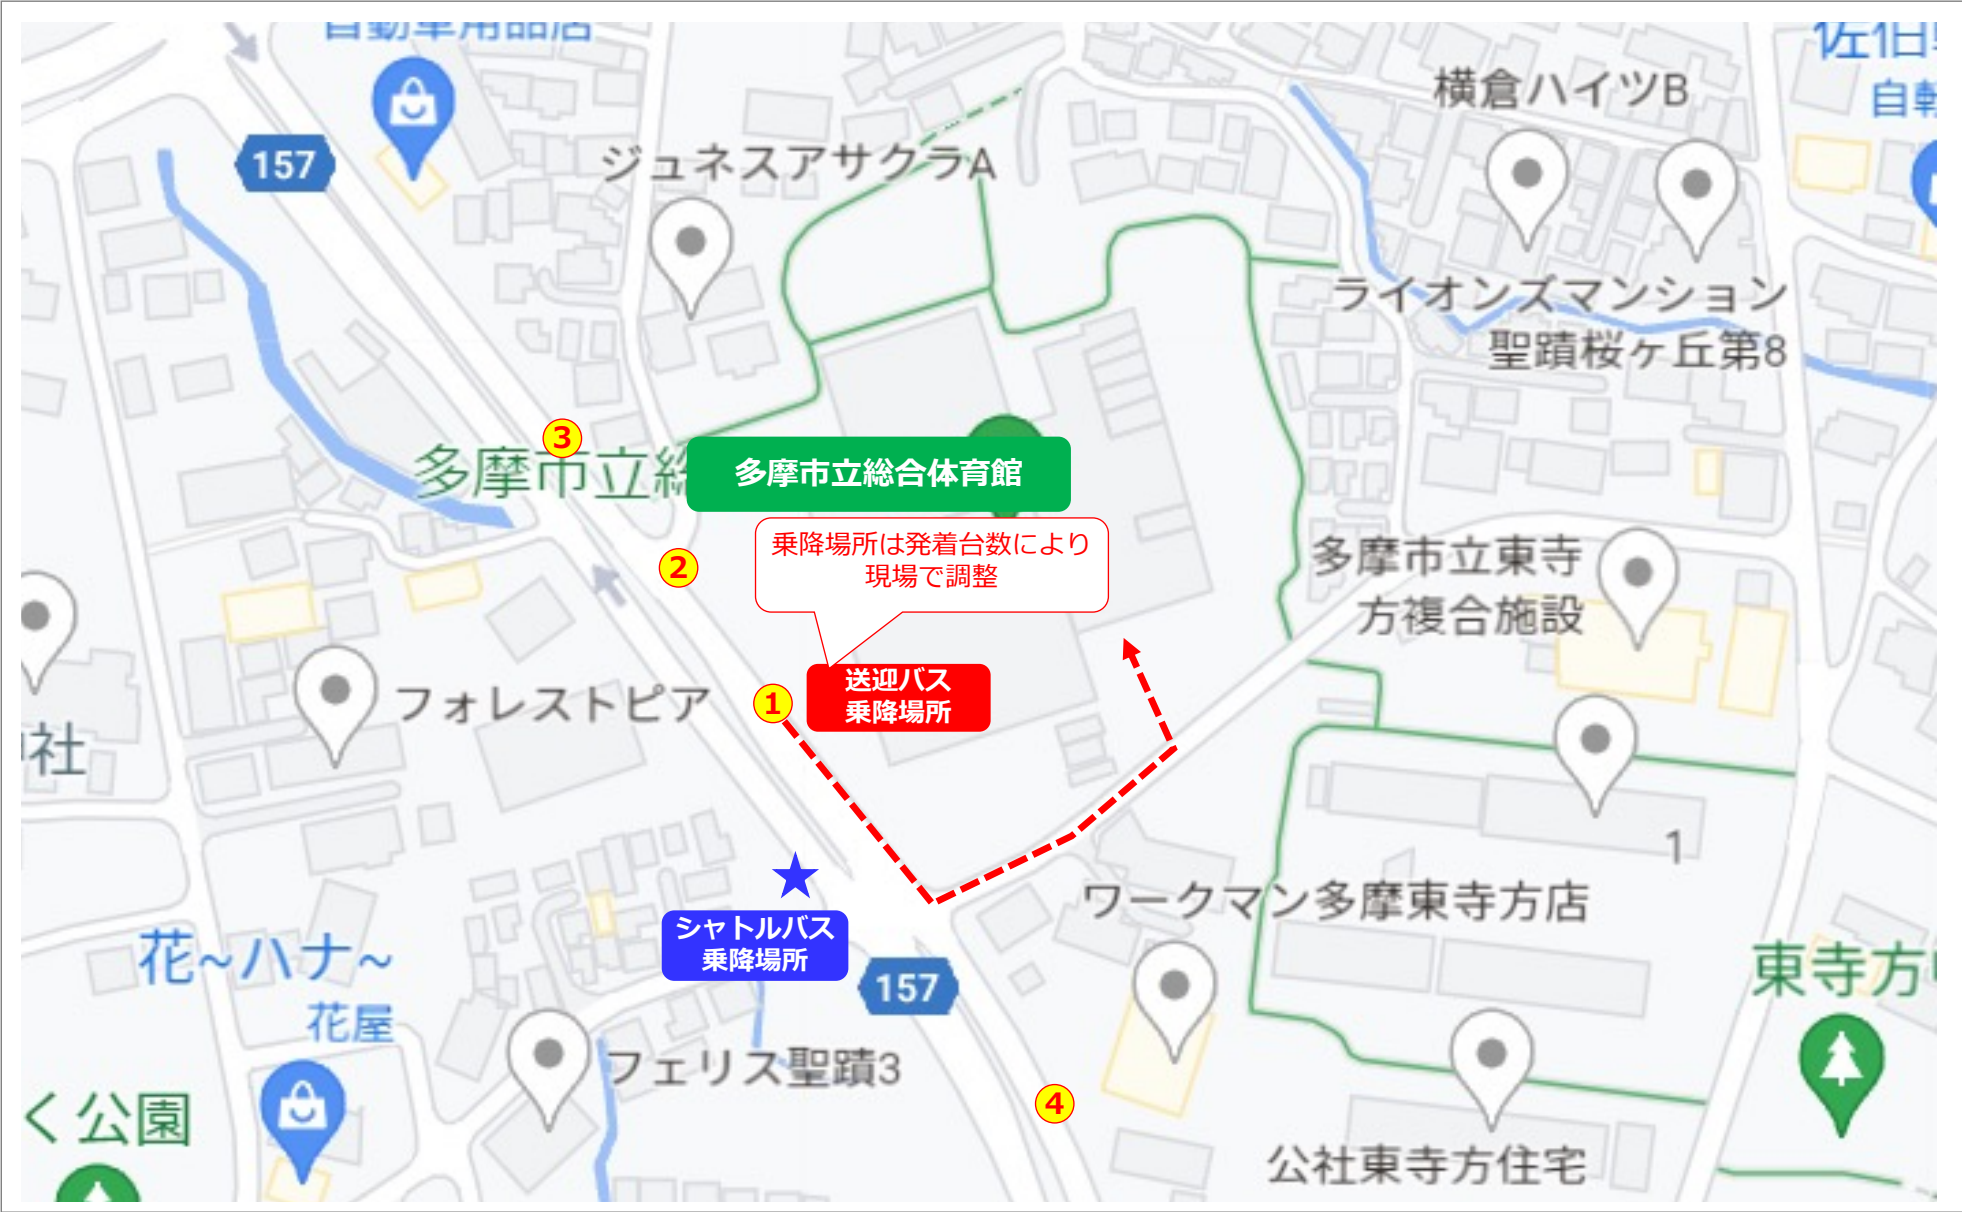 自動車用品店
佐伯
自転
横倉ハイツB
157
ジュネスアサクラA
ライオンズマンション
聖蹟桜ヶ丘第8
3
多摩市立総
多摩市立総合体育館
乗降場所は発着台数により
現場で調整
2
多摩市立東寺
方複合施設
送迎バス
乗降場所
1
フォレストピア
社
1
ワークマン多摩東寺方店
シャトルバス
乗降場所
花~ハナ~
花屋
157
東寺方
フェリス聖蹟3
4
く公園
公社東寺方住宅